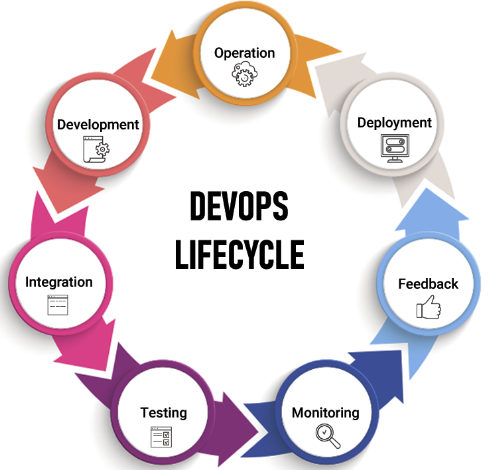 Operation
Development
Deployment
DEVOPS
LIFECYCLE
Integration
Feedback
Testing
Monitoring